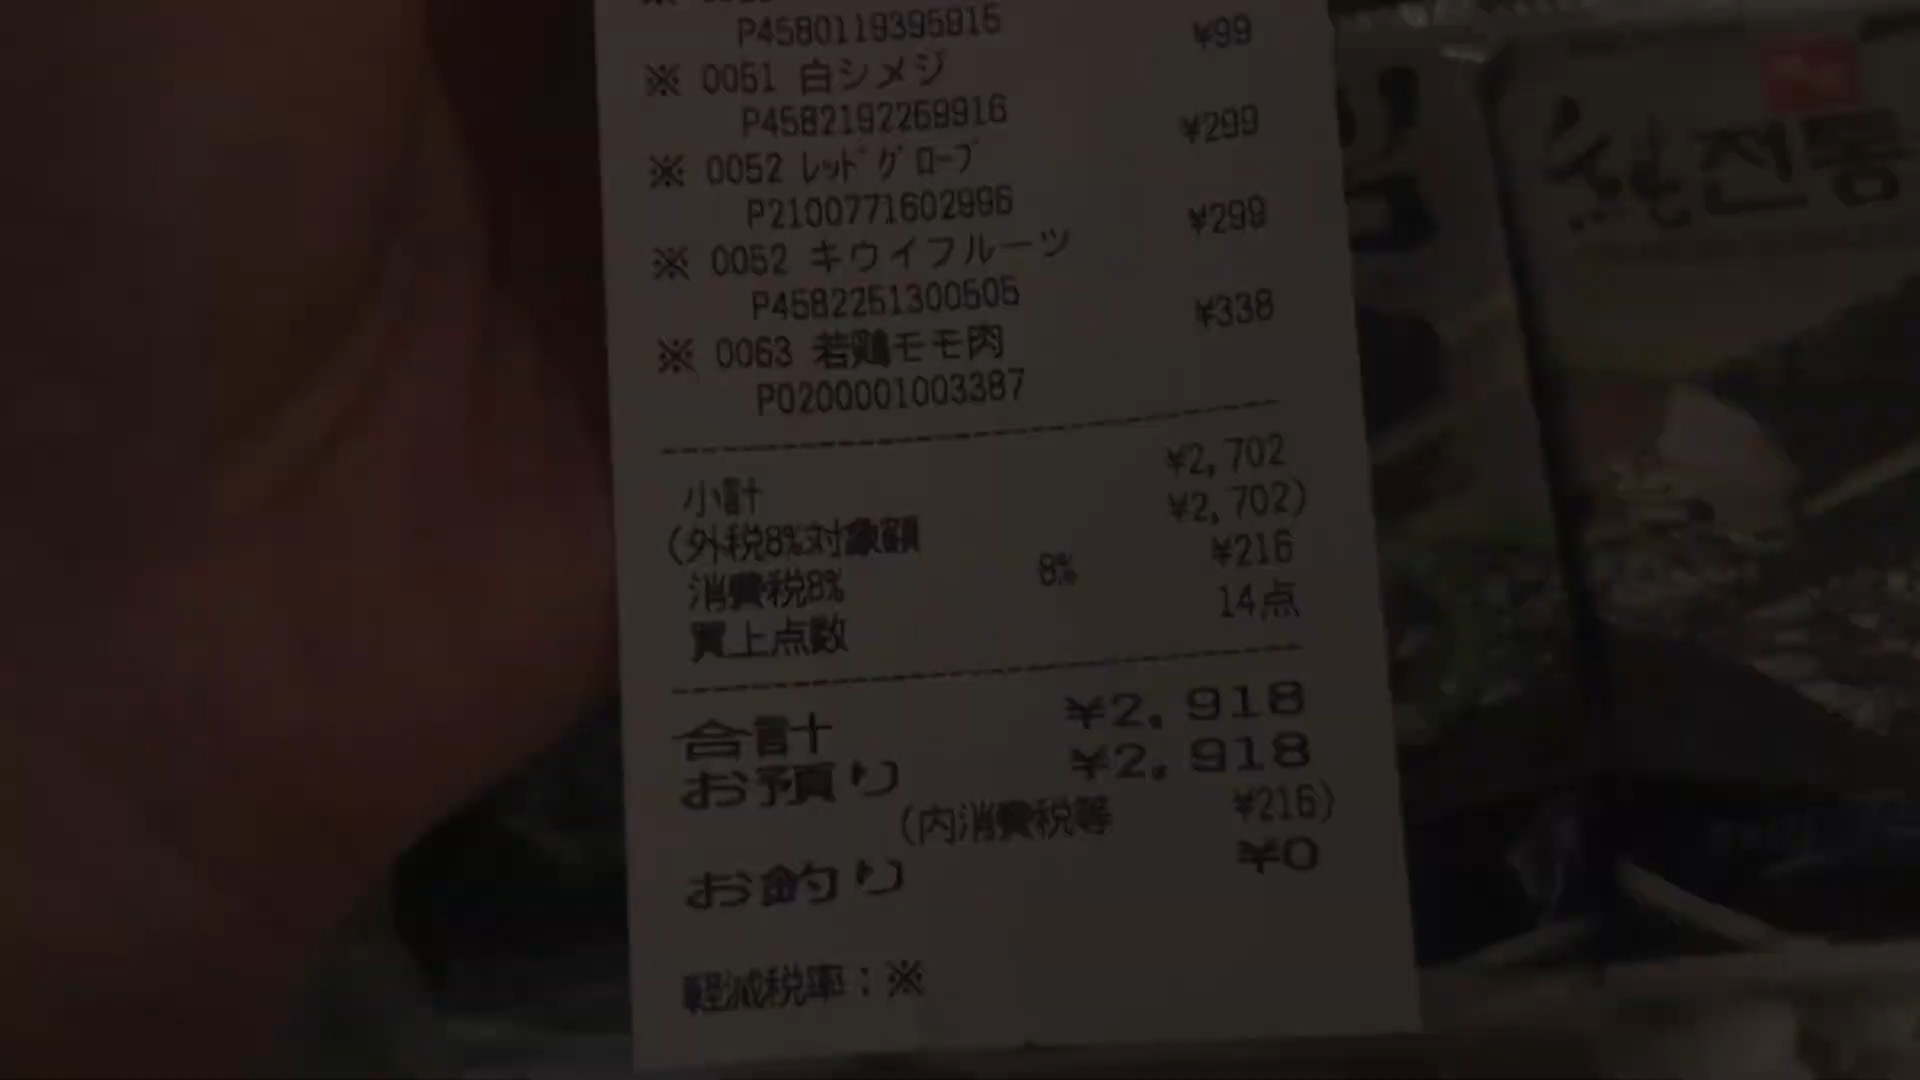 P4580119395915
¥99
※ 0051 白シメジ
P4582192269916
¥299
※ 0052 レッドグローブ
P2100771602996
¥299
※ 0052 キウイフルーツ
P4582251300505
¥338
※ 0063 若鶏モモ肉
P0200001003387
小計 ¥2,702
(外税8%対象額 ¥2,702)
消費税8% 8% ¥216
買上点数 14点
合計 ¥2,918
お預り ¥2,918
(内消費税等 ¥216)
お釣り ¥0
軽減税率:※
전통